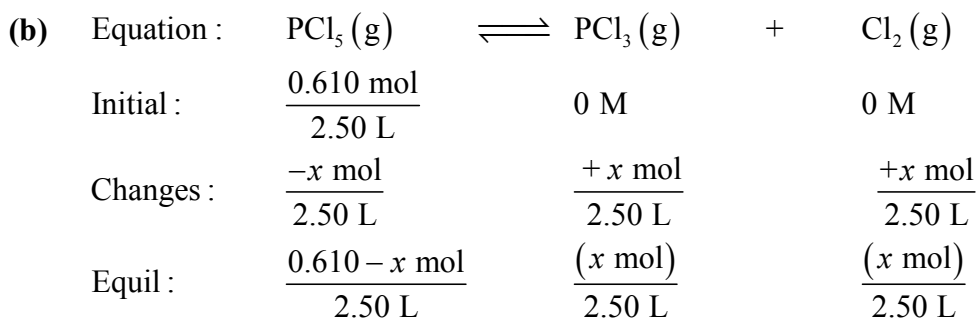 (b) Equation : PCl₅(g) ⇌ PCl₃(g) + Cl₂(g)
Initial : 0.610 mol / 2.50 L 0 M 0 M
Changes : −x mol / 2.50 L + x mol / 2.50 L +x mol / 2.50 L
Equil : 0.610 − x mol / 2.50 L (x mol) / 2.50 L (x mol) / 2.50 L